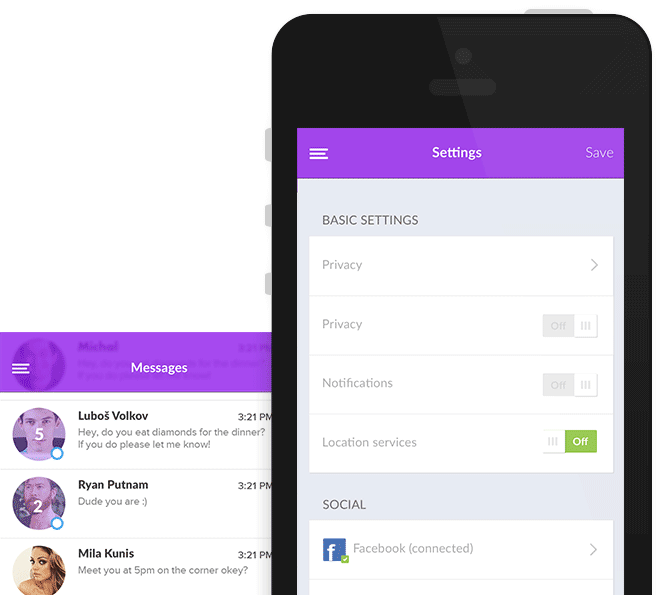 Settings
Save
BASIC SETTINGS
Privacy
Privacy
Off
Notifications
Off
Location services
Off
SOCIAL
Facebook (connected)
Michal
3:21 PM
Hey, do you eat diamonds for the dinner?
If you do please let me know!
Messages
Luboš Volkov
3:21 PM
5
Hey, do you eat diamonds for the dinner?
If you do please let me know!
Ryan Putnam
3:21 PM
2
Dude you are :)
Mila Kunis
3:21 PM
Meet you at 5pm on the corner okey?